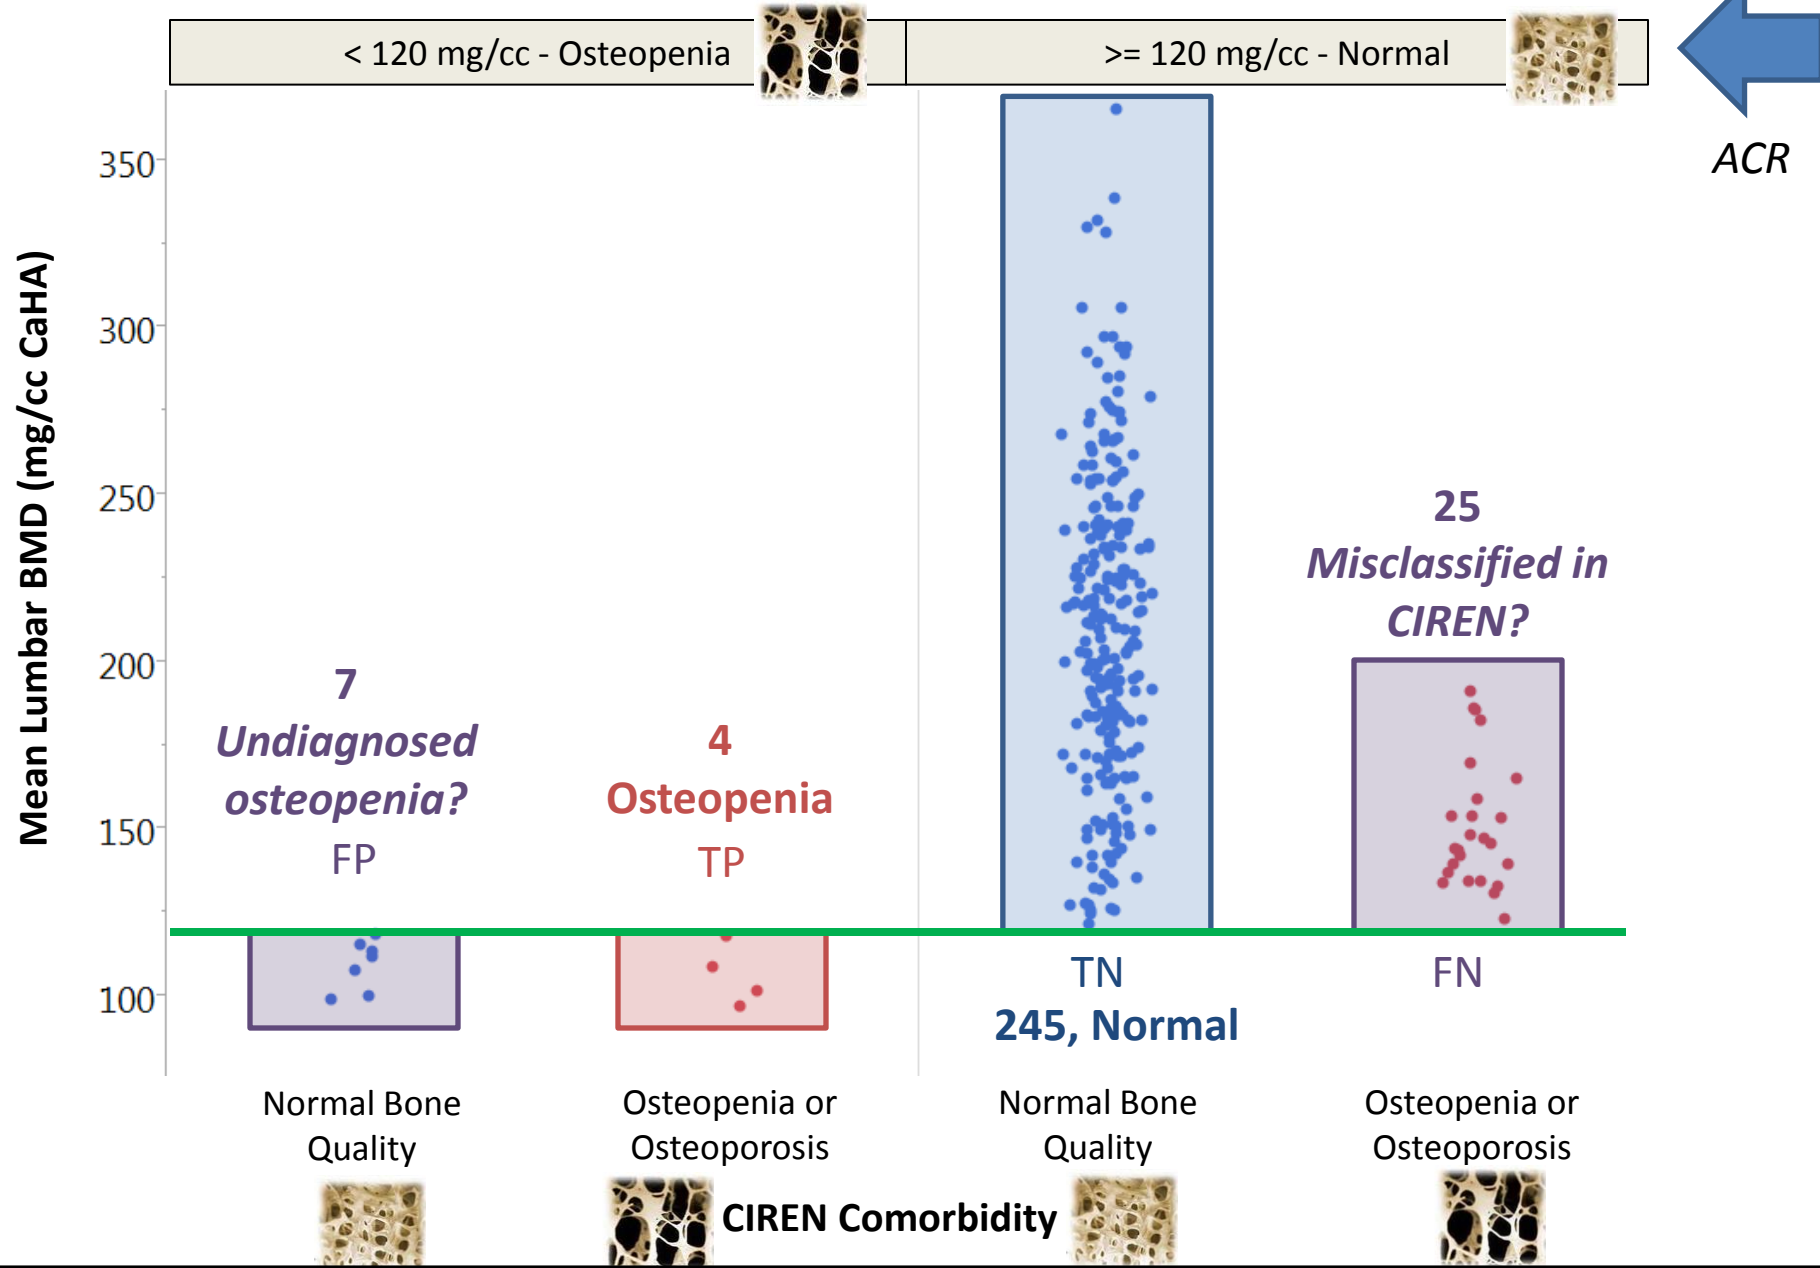 < 120 mg/cc - Osteopenia
>= 120 mg/cc - Normal
ACR
Mean Lumbar BMD (mg/cc CaHA)
350
300
250
200
150
100
7
Undiagnosed
osteopenia?
FP
4
Osteopenia
TP
TN
245, Normal
25
Misclassified in
CIREN?
FN
Normal Bone
Quality
Osteopenia or
Osteoporosis
Normal Bone
Quality
Osteopenia or
Osteoporosis
CIREN Comorbidity